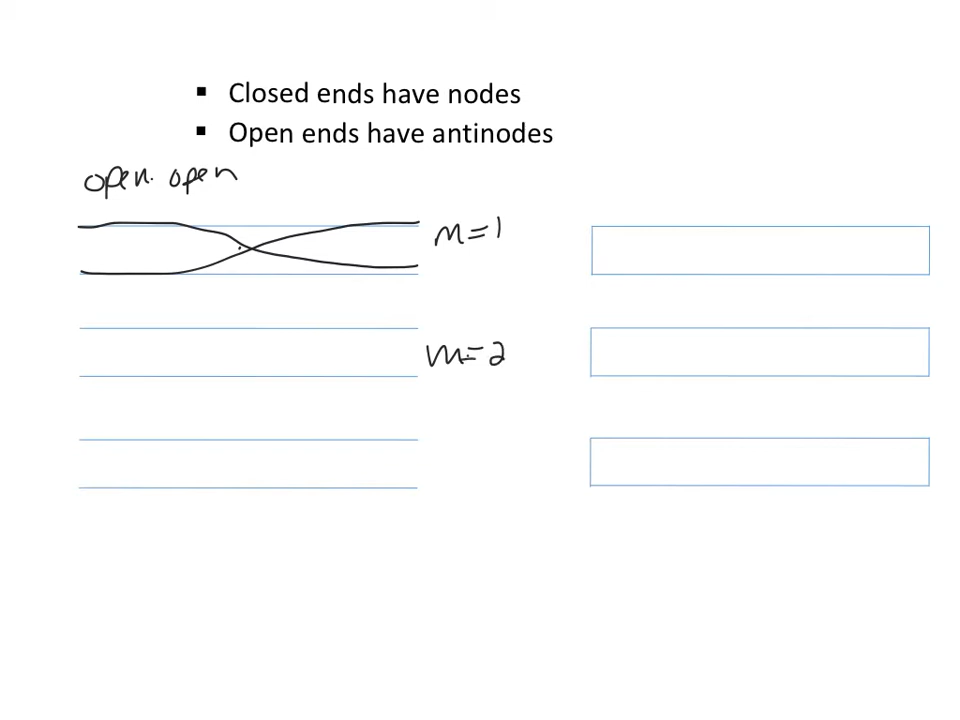 ▪ Closed ends have nodes
▪ Open ends have antinodes
open. open
m=1
m=2